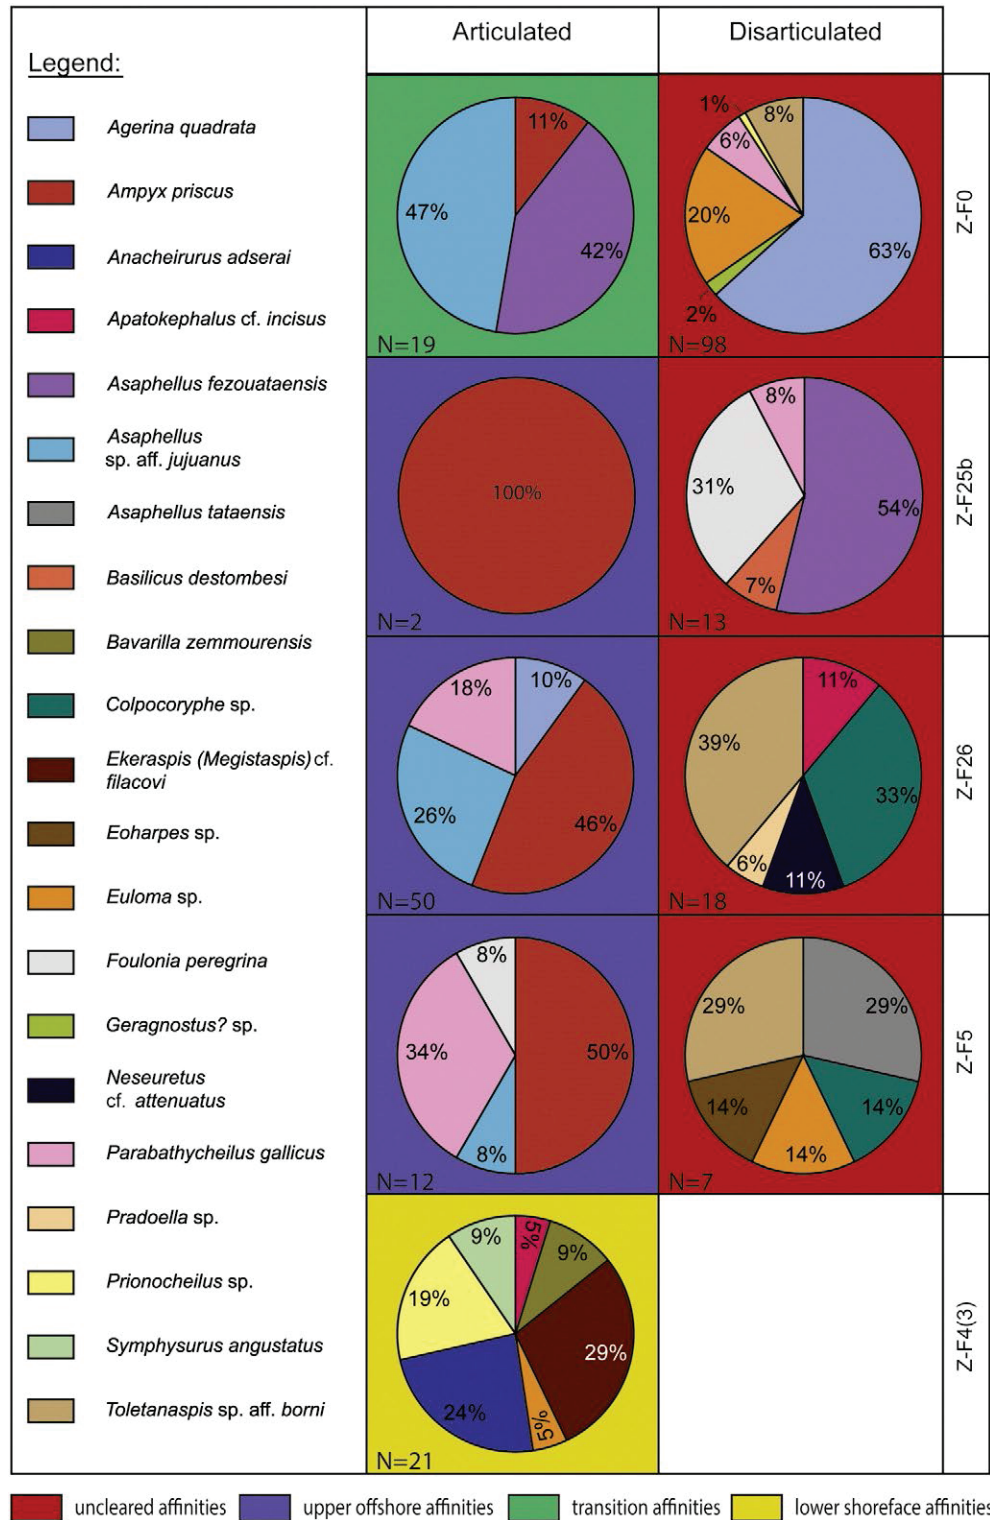 Articulated
Disarticulated
Legend:
Agerina quadrata
Ampyx priscus
Anacheirurus adserai
Apatokephalus cf. incisus
Asaphellus fezouataensis
Asaphellus
sp. aff. jujuanus
Asaphellus tataensis
Basilicus destombesi
Bavarilla zemmourensis
Colpocoryphe sp.
Ekeraspis (Megistaspis) cf.
filacovi
Eoharpes sp.
Euloma sp.
Foulonia peregrina
Geragnostus? sp.
Neseuretus
cf. attenuatus
Parabathycheilus gallicus
Pradoella sp.
Prionocheilus sp.
Symphysurus angustatus
Toletanaspis sp. aff. borni
11%
47%
42%
N=19
1%
8%
6%
20%
63%
2%
N=98
Z-F0
100%
N=2
8%
31%
54%
7%
N=13
Z-F25b
18%
10%
26%
46%
N=50
11%
39%
33%
6%
11%
N=18
Z-F26
8%
34%
50%
8%
N=12
29%
29%
14%
14%
14%
N=7
Z-F5
9%
5%
9%
19%
29%
24%
5%
N=21
Z-F4(3)
uncleared affinities
upper offshore affinities
transition affinities
lower shoreface affinities